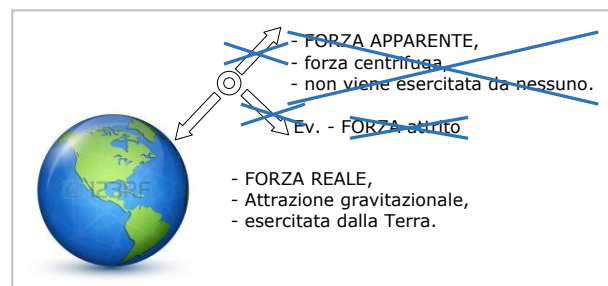 - FORZA APPARENTE,
- forza centrifuga,
- non viene esercitata da nessuno.
Ev. - FORZA attrito
- FORZA REALE,
- Attrazione gravitazionale,
- esercitata dalla Terra.
123RF